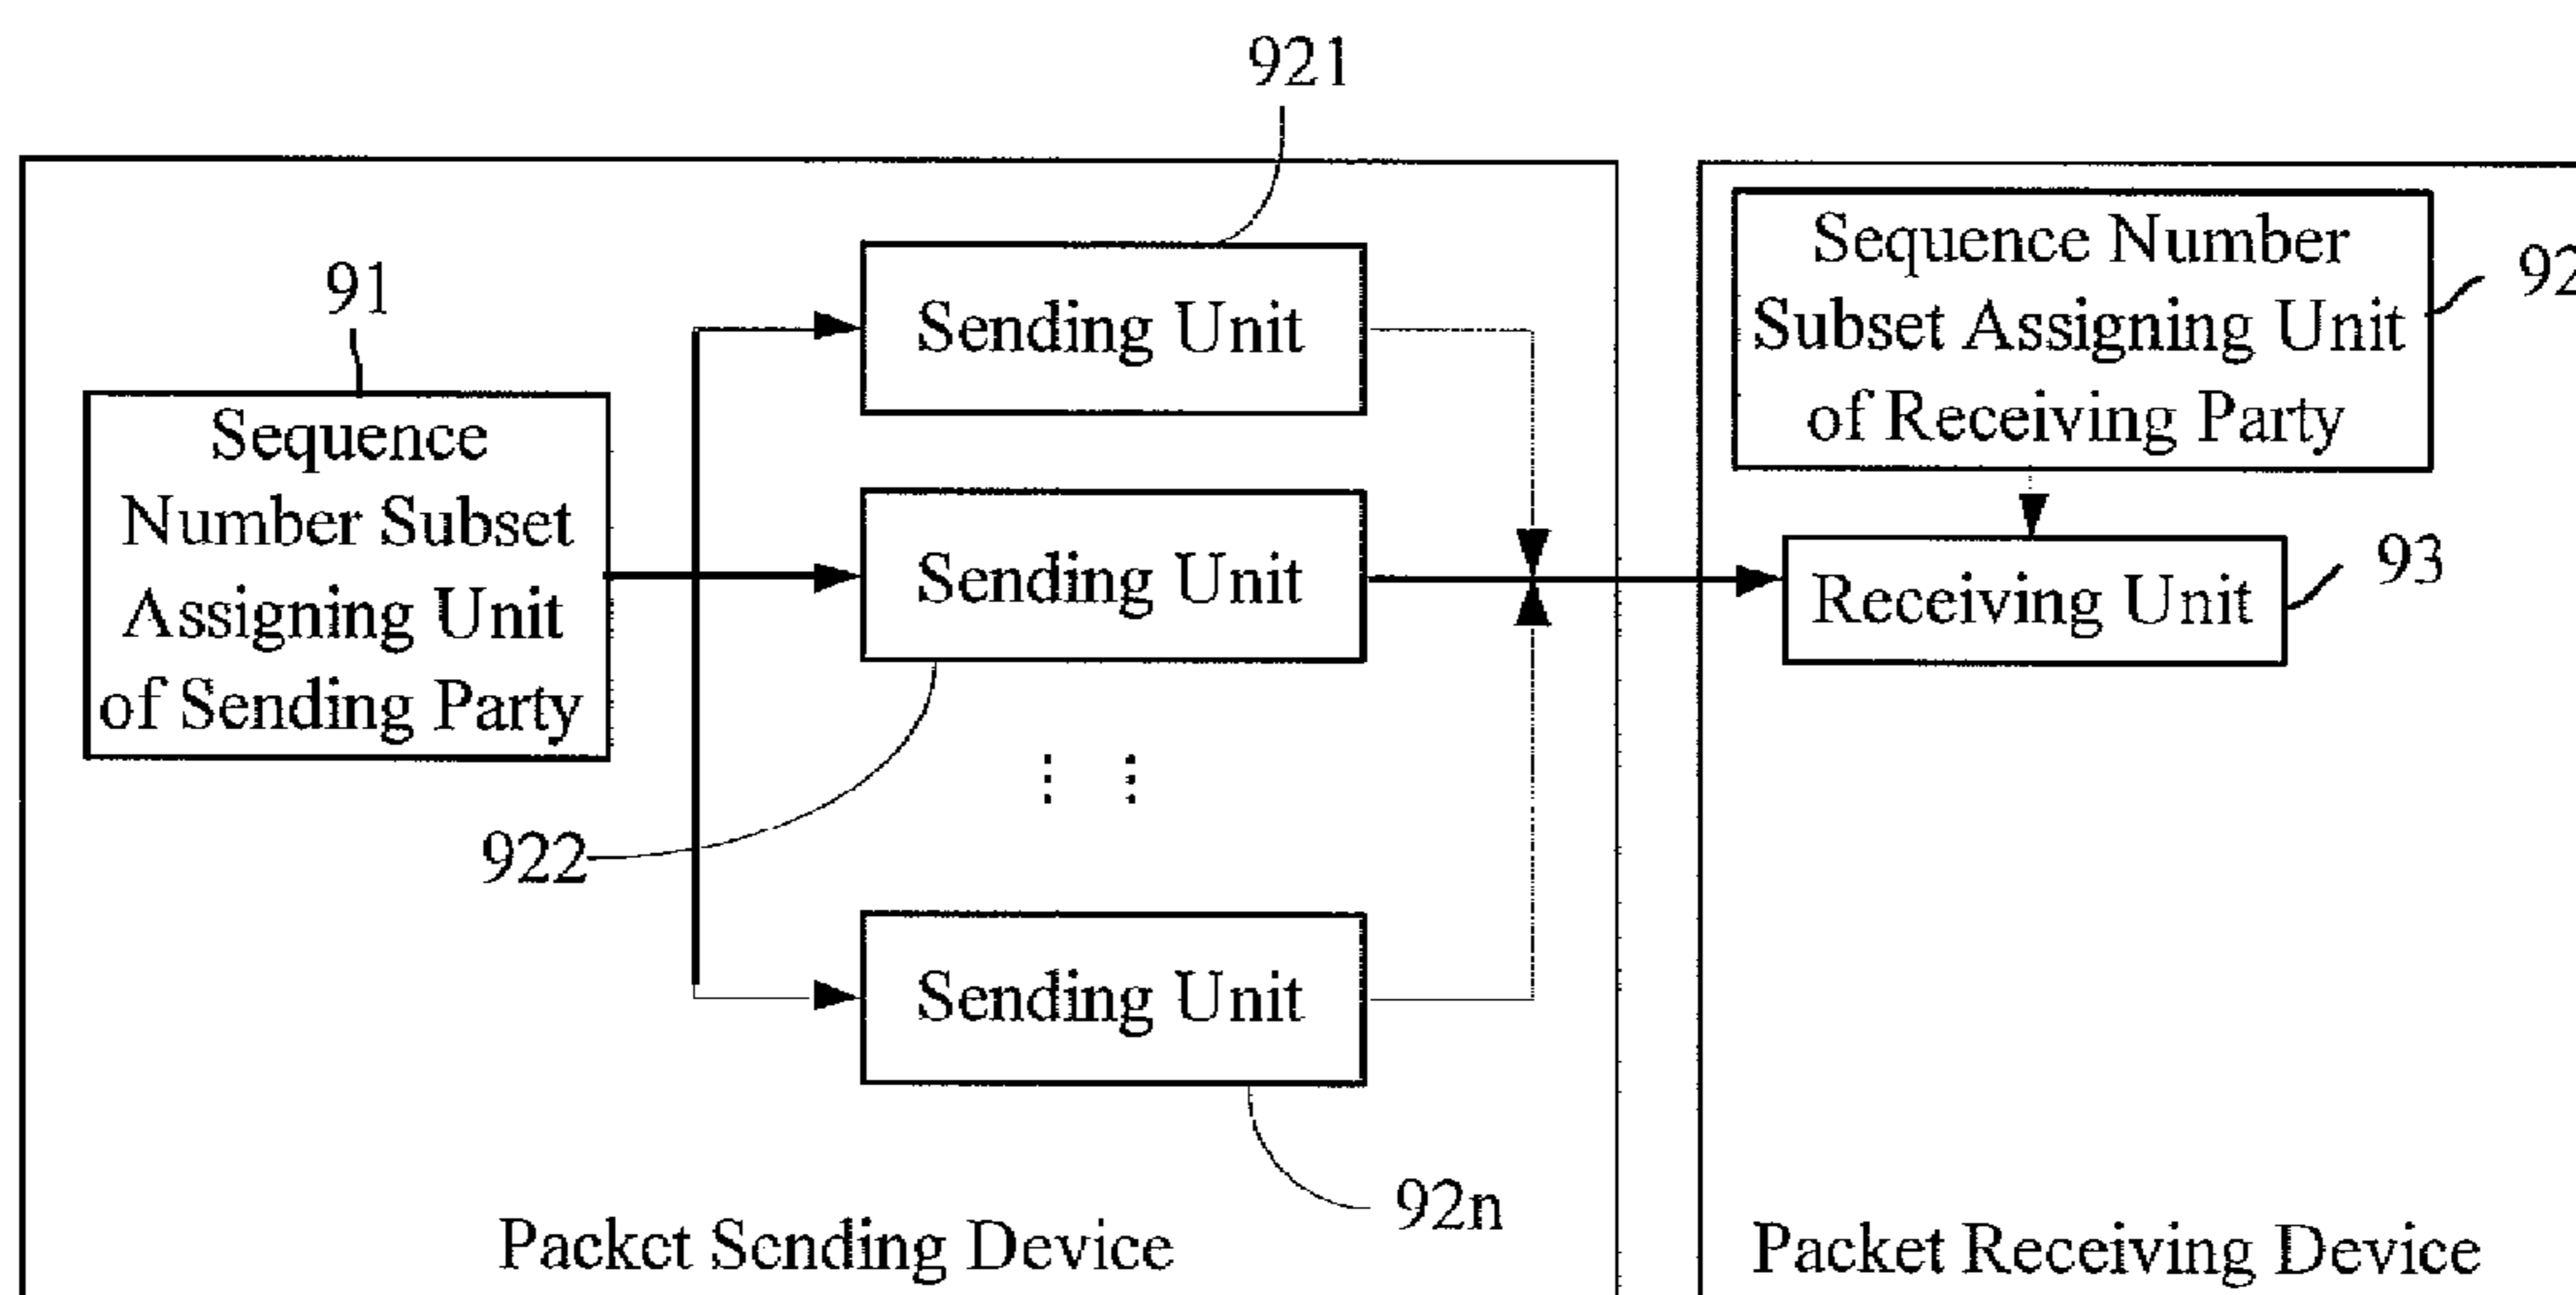 921
91
Sequence
Number Subset
Assigning Unit
of Sending Party
Sending Unit
Sending Unit
922
Sending Unit
92n
Packet Sending Device
Sequence Number
Subset Assigning Unit
of Receiving Party
Receiving Unit
93
Packet Receiving Device